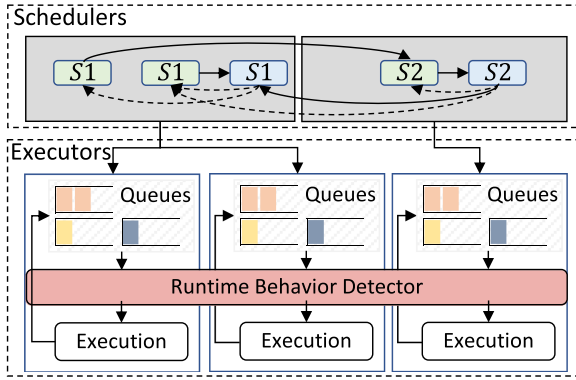 Schedulers
S1 S1 S1 S2 S2
Executors
Queues Queues Queues
Runtime Behavior Detector
Execution Execution Execution